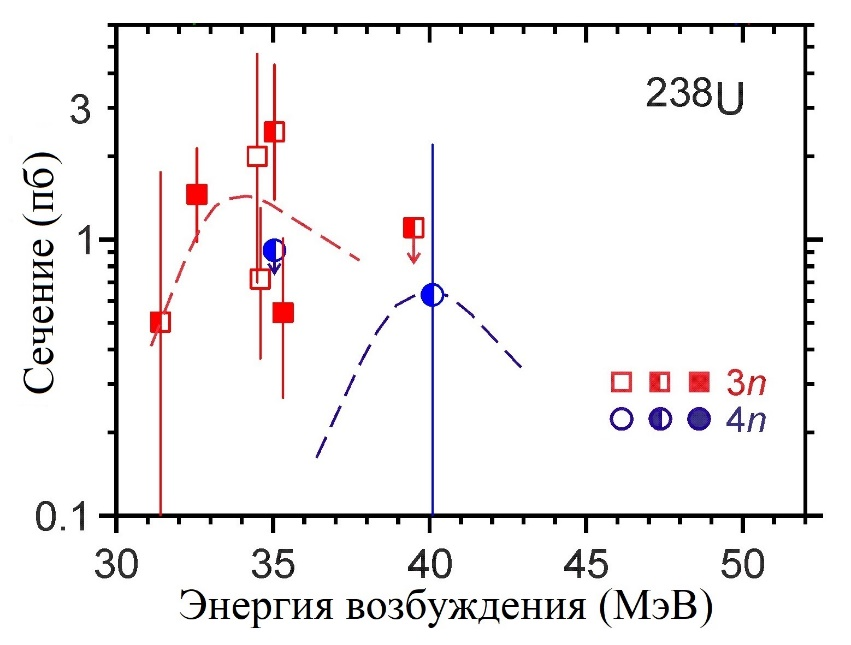 238U
3
1
0.1
Сечение (пб)
3n
4n
30 35 40 45 50
Энергия возбуждения (МэВ)